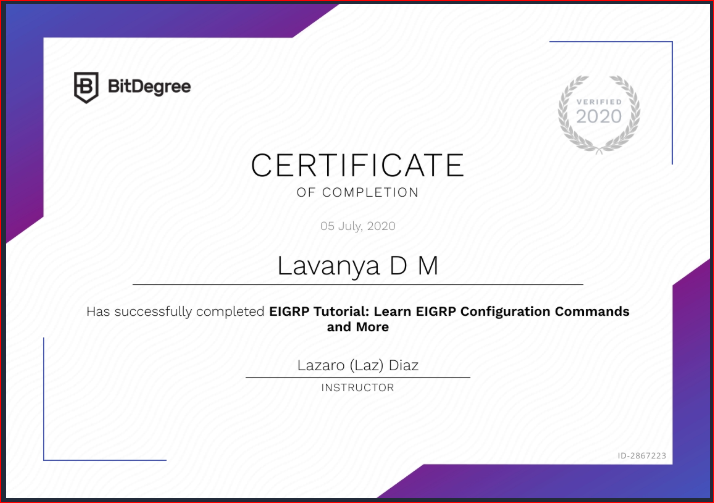 BitDegree
VERIFIED
2020
CERTIFICATE
OF COMPLETION
05 July, 2020
Lavanya D M
Has successfully completed EIGRP Tutorial: Learn EIGRP Configuration Commands
and More
Lazaro (Laz) Diaz
INSTRUCTOR
ID-2867223